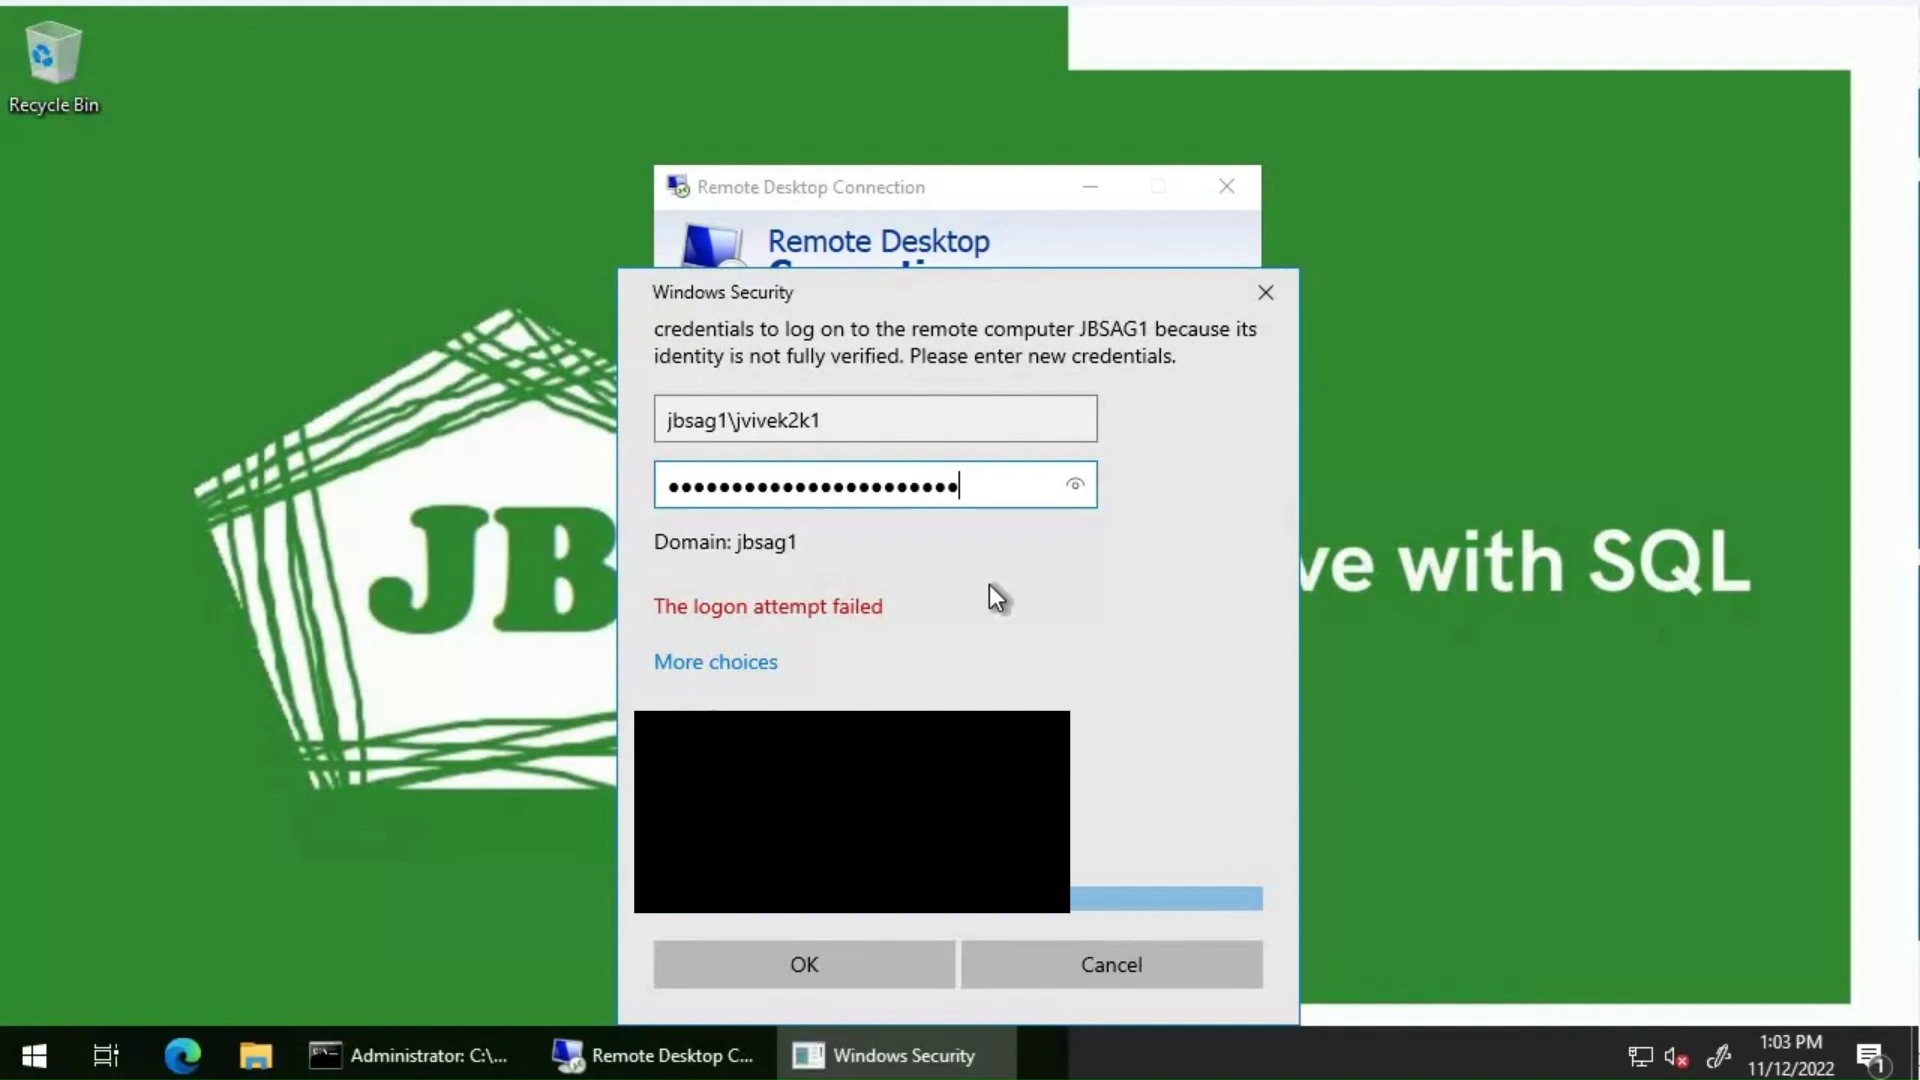 Recycle Bin
Remote Desktop Connection
Remote Desktop
Windows Security
credentials to log on to the remote computer JBSAG1 because its
identity is not fully verified. Please enter new credentials.
jbsag1\jvivek2k1
Domain: jbsag1
The logon attempt failed
More choices
OK
Cancel
JB
ve with SQL
Administrator: C:\...
Remote Desktop C...
Windows Security
1:03 PM
11/12/2022
1